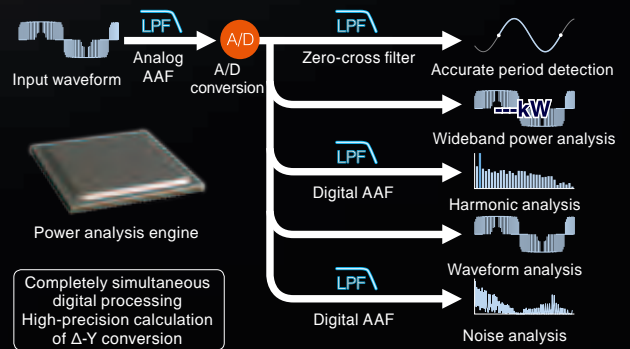 LPF
A/D
LPF
Input waveform
Analog
AAF
A/D
conversion
Zero-cross filter
Accurate period detection
---kW
Wideband power analysis
LPF
Digital AAF
Harmonic analysis
Power analysis engine
Waveform analysis
LPF
Digital AAF
Noise analysis
Completely simultaneous
digital processing
High-precision calculation
of Δ-Y conversion